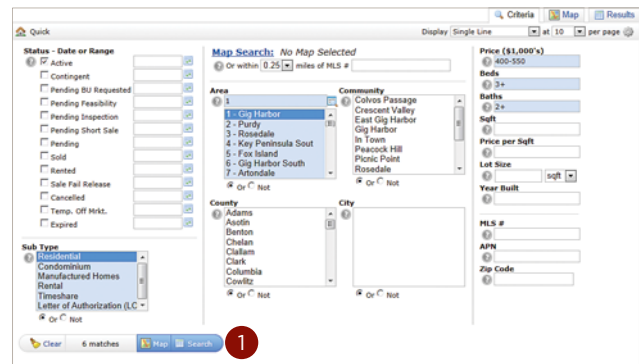 Criteria Map Results
Quick Display Single Line at 10 per page
Status - Date or Range
Active
Contingent
Pending BU Requested
Pending Feasibility
Pending Inspection
Pending Short Sale
Pending
Sold
Rented
Sale Fail Release
Cancelled
Temp. Off Mrkt.
Expired
Sub Type
Residential
Condominium
Manufactured Homes
Rental
Timeshare
Letter of Authorization (LC
Or Not
Map Search: No Map Selected
Or within 0.25 miles of MLS #
Area
1
1 - Gig Harbor
2 - Purdy
3 - Rosedale
4 - Key Peninsula Sout
5 - Fox Island
6 - Gig Harbor South
7 - Artondale
Or Not
Community
Colvos Passage
Crescent Valley
East Gig Harbor
Gig Harbor
In Town
Peacock Hill
Picnic Point
Rosedale
Or Not
County
Adams
Asotin
Benton
Chelan
Clallam
Clark
Columbia
Cowlitz
Or Not
City
Or Not
Price ($1,000's)
400-550
Beds
3+
Baths
2+
Sqft
Price per Sqft
Lot Size
sqft
Year Built
MLS #
APN
Zip Code
Clear 6 matches Map Search 1